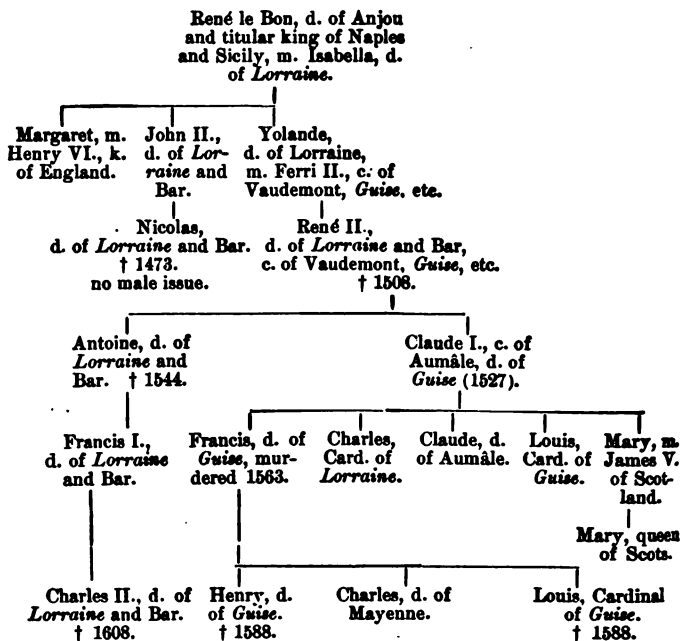 René le Bon, d. of Anjou
and titular king of Naples
and Sicily, m. Isabella, d.
of Lorraine.
Margaret, m.
Henry VI., k.
of England.
John II.,
d. of Lor-
raine and
Bar.
Yolande,
d. of Lorraine,
m. Ferri II., c. of
Vaudemont, Guise, etc.
Nicolas,
d. of Lorraine and Bar.
† 1473.
no male issue.
René II.,
d. of Lorraine and Bar,
c. of Vaudemont, Guise, etc.
† 1508.
Antoine, d. of
Lorraine and
Bar. † 1544.
Claude I., c. of
Aumâle, d. of
Guise (1527).
Francis I.,
d. of Lorraine
and Bar.
Francis, d. of
Guise, mur-
dered 1563.
Charles,
Card. of
Lorraine.
Claude, d.
of Aumâle.
Louis,
Card. of
Guise.
Mary, m.
James V.
of Scot-
land.
Mary, queen
of Scots.
Charles II., d. of
Lorraine and Bar.
† 1608.
Henry, d.
of Guise.
† 1588.
Charles, d. of
Mayenne.
Louis, Cardinal
of Guise.
† 1588.